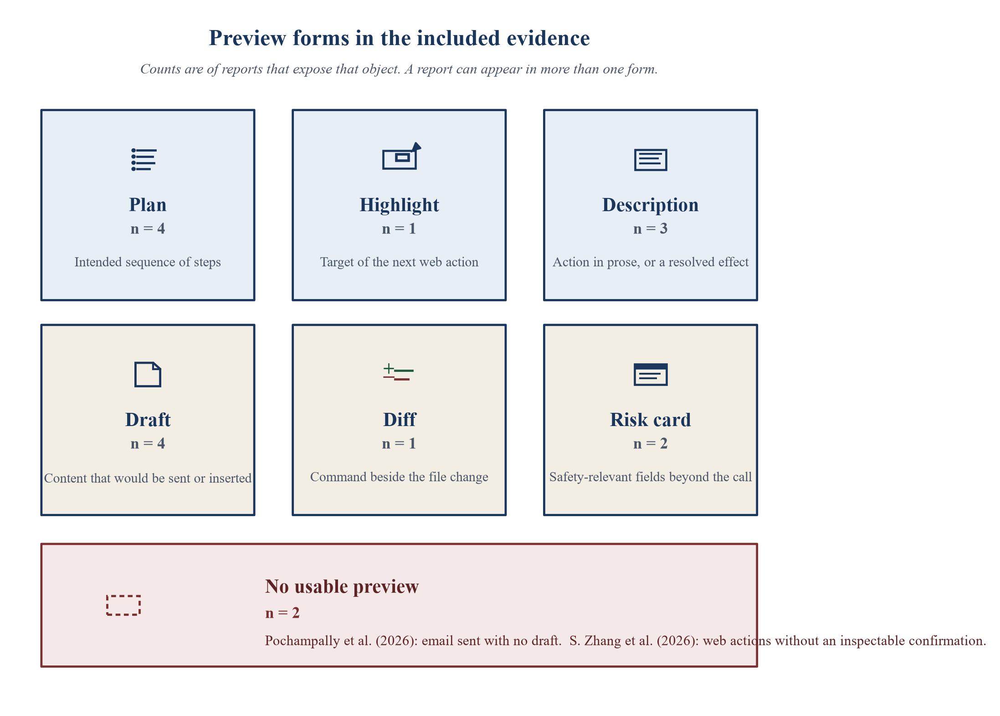 Preview forms in the included evidence
Counts are of reports that expose that object. A report can appear in more than one form.
Plan
n = 4
Intended sequence of steps
Highlight
n = 1
Target of the next web action
Description
n = 3
Action in prose, or a resolved effect
Draft
n = 4
Content that would be sent or inserted
Diff
n = 1
Command beside the file change
Risk card
n = 2
Safety-relevant fields beyond the call
No usable preview
n = 2
Pochampally et al. (2026): email sent with no draft.  S. Zhang et al. (2026): web actions without an inspectable confirmation.